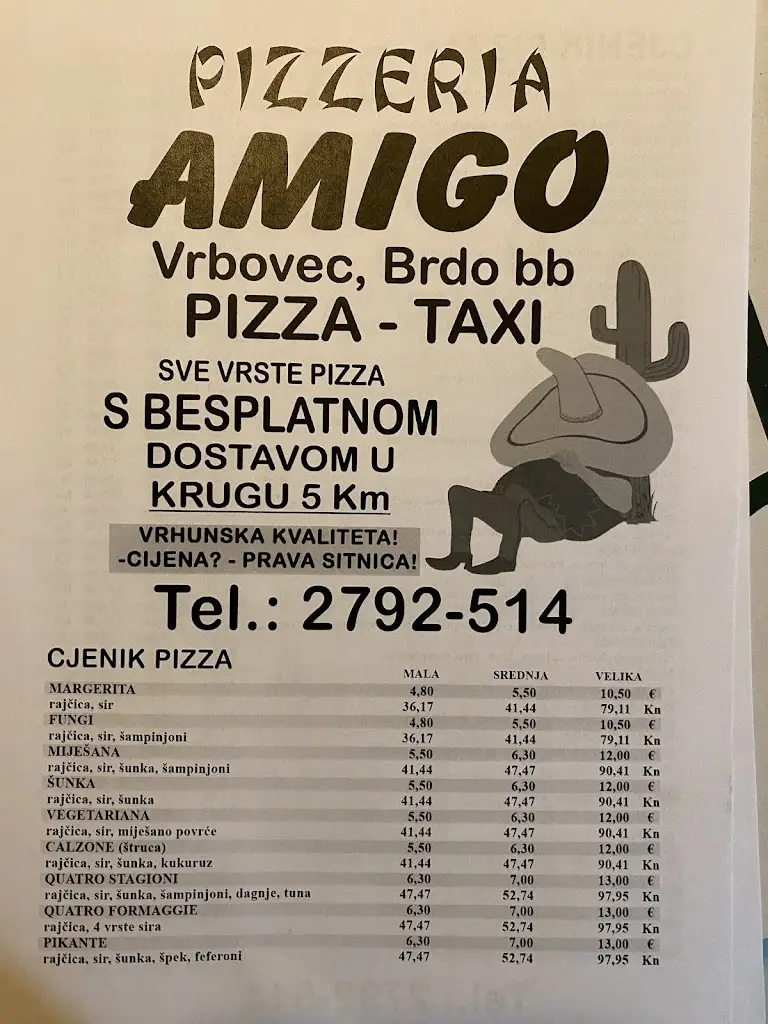 PIZZERIA
AMIGO
Vrbovec, Brdo bb
PIZZA - TAXI
SVE VRSTE PIZZA
S BESPLATNOM
DOSTAVOM U
KRUGU 5 Km
VRHUNSKA KVALITETA!
-CIJENA? - PRAVA SITNICA!
Tel.: 2792-514
CJENIK PIZZA
MALA SREDNJA VELIKA
MARGERITA 4,80 5,50 10,50 €
rajčica, sir 36,17 41,44 79,11 Kn
FUNGI 4,80 5,50 10,50 €
rajčica, sir, šampinjoni 36,17 41,44 79,11 Kn
MIJEŠANA 5,50 6,30 12,00 €
rajčica, sir, šunka, šampinjoni 41,44 47,47 90,41 Kn
ŠUNKA 5,50 6,30 12,00 €
rajčica, sir, šunka 41,44 47,47 90,41 Kn
VEGETARIANA 5,50 6,30 12,00 €
rajčica, sir, miješano povrće 41,44 47,47 90,41 Kn
CALZONE (štruca) 5,50 6,30 12,00 €
rajčica, sir, šunka, kukuruz 41,44 47,47 90,41 Kn
QUATRO STAGIONI 6,30 7,00 13,00 €
rajčica, sir, šunka, šampinjoni, dagnje, tuna 47,47 52,74 97,95 Kn
QUATRO FORMAGGIE 6,30 7,00 13,00 €
rajčica, 4 vrste sira 47,47 52,74 97,95 Kn
PIKANTE 6,30 7,00 13,00 €
rajčica, sir, šunka, špek, feferoni 47,47 52,74 97,95 Kn